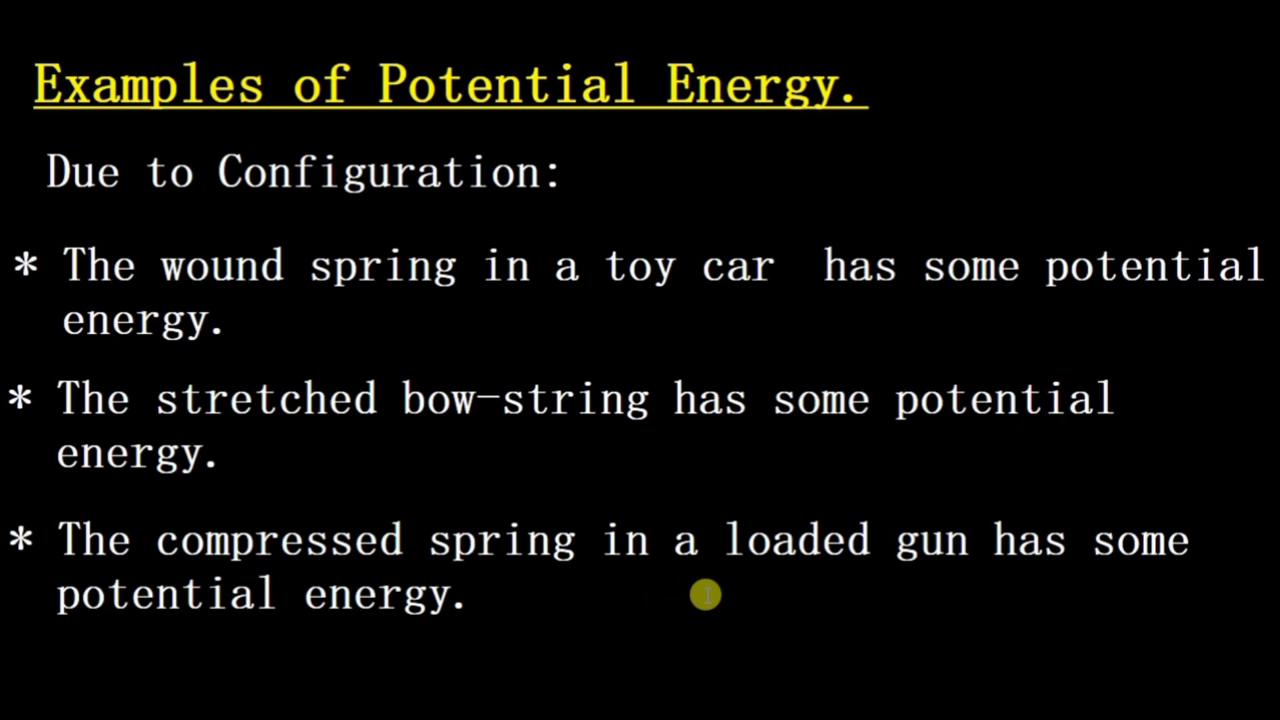 Examples of Potential Energy.
Due to Configuration:
* The wound spring in a toy car  has some potential
energy.
* The stretched bow-string has some potential
energy.
* The compressed spring in a loaded gun has some
potential energy.